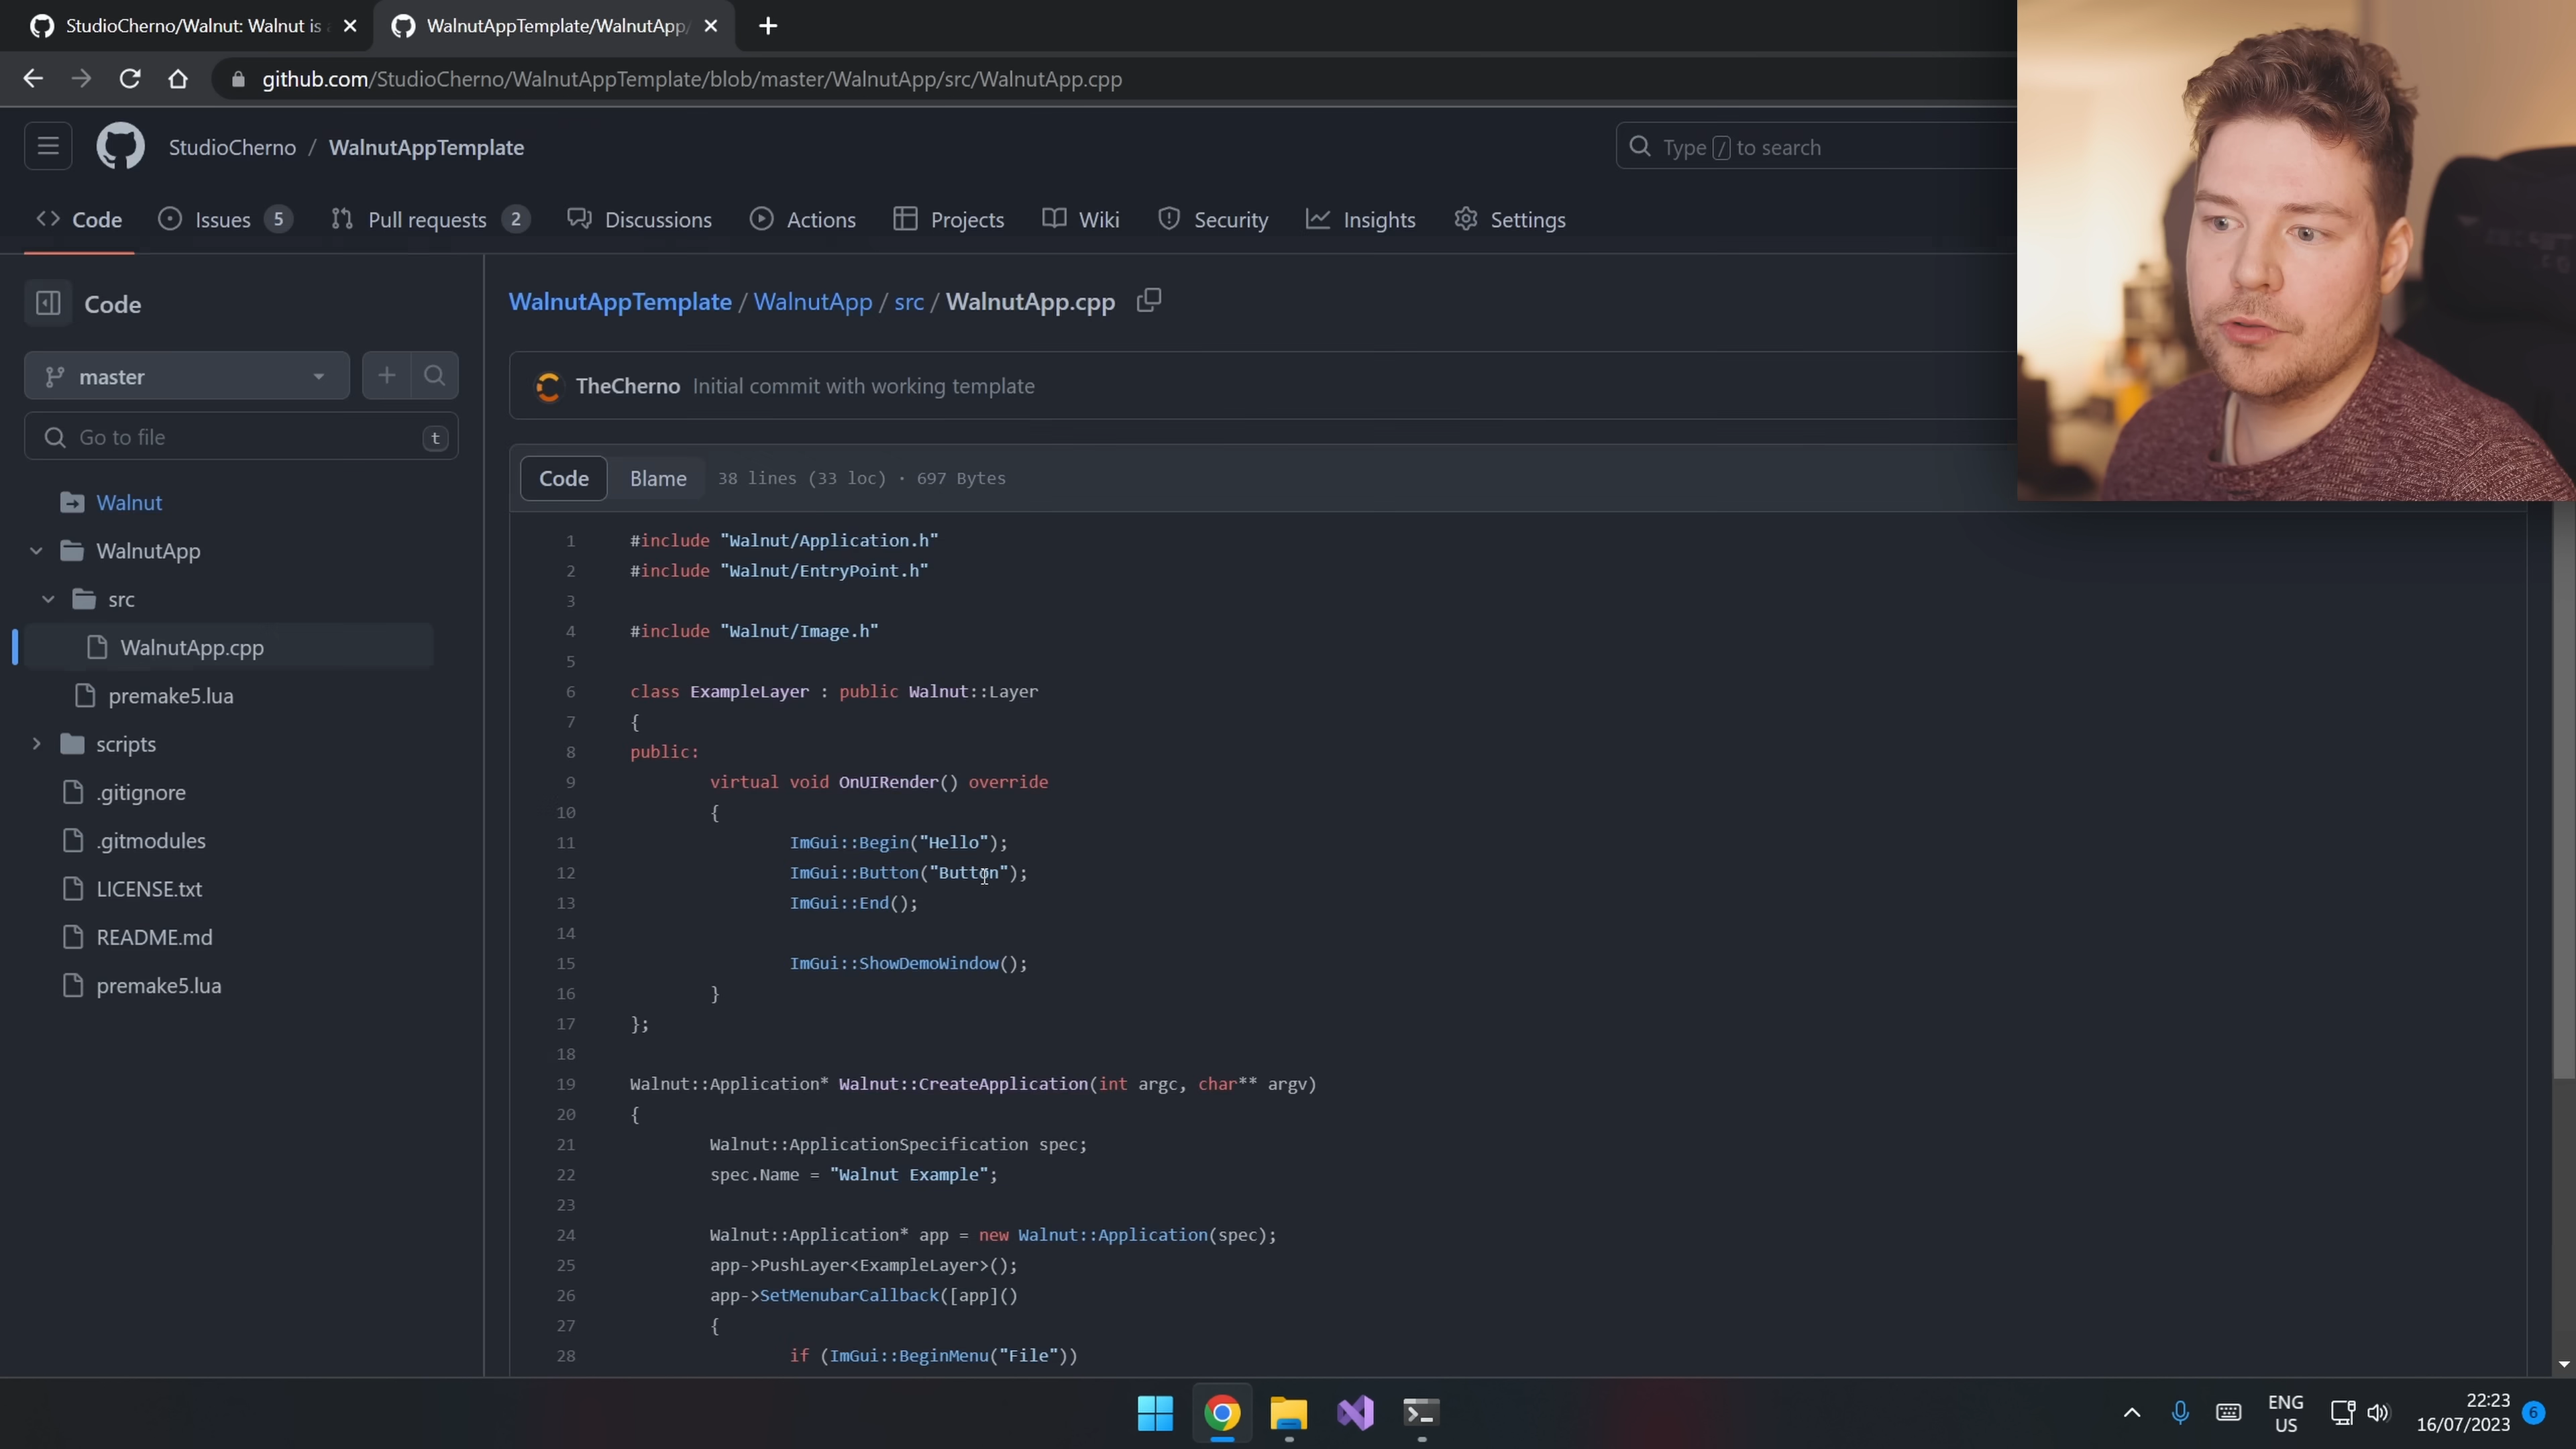 StudioCherno/Walnut: Walnut is
WalnutAppTemplate/WalnutApp/
github.com/StudioCherno/WalnutAppTemplate/blob/master/WalnutApp/src/WalnutApp.cpp
StudioCherno / WalnutAppTemplate
Type / to search
Code
Issues 5
Pull requests 2
Discussions
Actions
Projects
Wiki
Security
Insights
Settings
Code
master
Go to file
t
Walnut
WalnutApp
src
WalnutApp.cpp
premake5.lua
scripts
.gitignore
.gitmodules
LICENSE.txt
README.md
premake5.lua
WalnutAppTemplate / WalnutApp / src / WalnutApp.cpp
TheCherno Initial commit with working template
Code Blame 38 lines (33 loc) · 697 Bytes
1 #include "Walnut/Application.h"
2 #include "Walnut/EntryPoint.h"
3
4 #include "Walnut/Image.h"
5
6 class ExampleLayer : public Walnut::Layer
7 {
8 public:
9 virtual void OnUIRender() override
10 {
11 ImGui::Begin("Hello");
12 ImGui::Button("Button");
13 ImGui::End();
14
15 ImGui::ShowDemoWindow();
16 }
17 };
18
19 Walnut::Application* Walnut::CreateApplication(int argc, char** argv)
20 {
21 Walnut::ApplicationSpecification spec;
22 spec.Name = "Walnut Example";
23
24 Walnut::Application* app = new Walnut::Application(spec);
25 app->PushLayer<ExampleLayer>();
26 app->SetMenubarCallback([app]()
27 {
28 if (ImGui::BeginMenu("File"))
ENG
US
22:23
16/07/2023
6